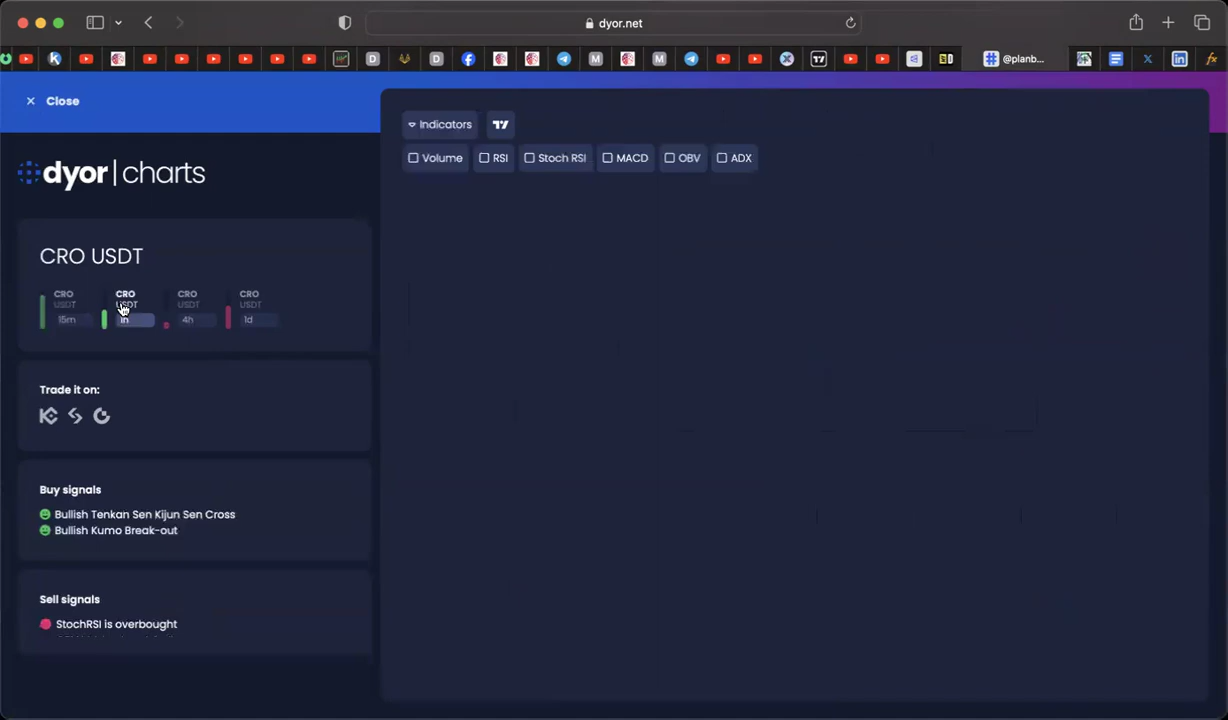 dyor.net
@planb...
Close
Indicators
Volume
RSI
Stoch RSI
MACD
OBV
ADX
dyor|charts
CRO USDT
CRO
USDT
15m
CRO
USDT
1h
CRO
USDT
4h
CRO
USDT
1d
Trade it on:
Buy signals
Bullish Tenkan Sen Kijun Sen Cross
Bullish Kumo Break-out
Sell signals
StochRSI is overbought